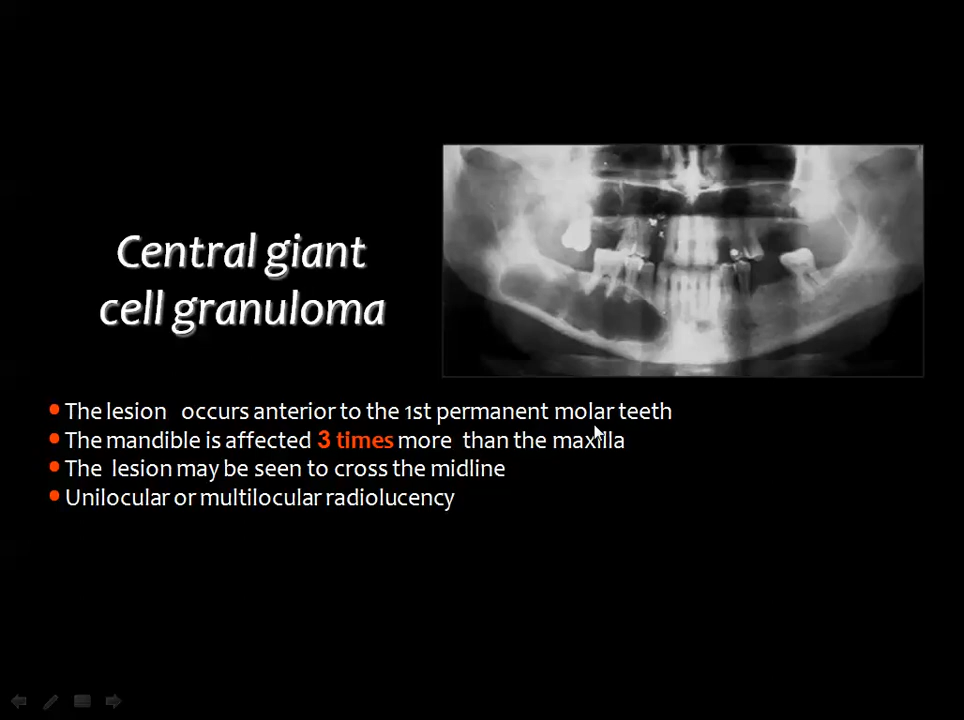 Central giant
cell granuloma
• The lesion occurs anterior to the 1st permanent molar teeth
• The mandible is affected 3 times more than the maxilla
• The lesion may be seen to cross the midline
• Unilocular or multilocular radiolucency